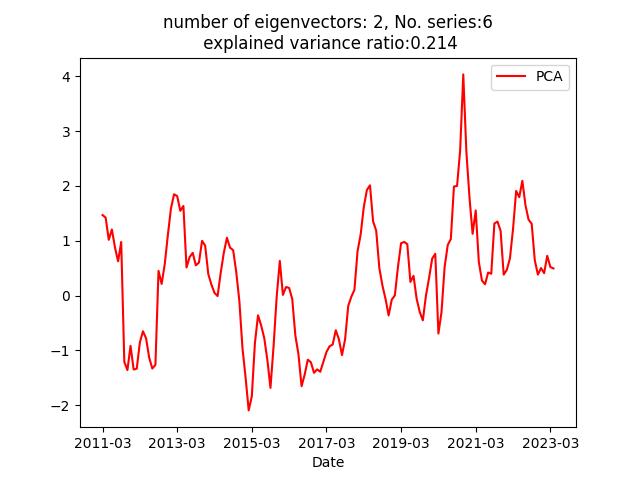 number of eigenvectors: 2, No. series:6
explained variance ratio:0.214
PCA
4
3
2
1
0
−1
−2
2011-03 2013-03 2015-03 2017-03 2019-03 2021-03 2023-03
Date